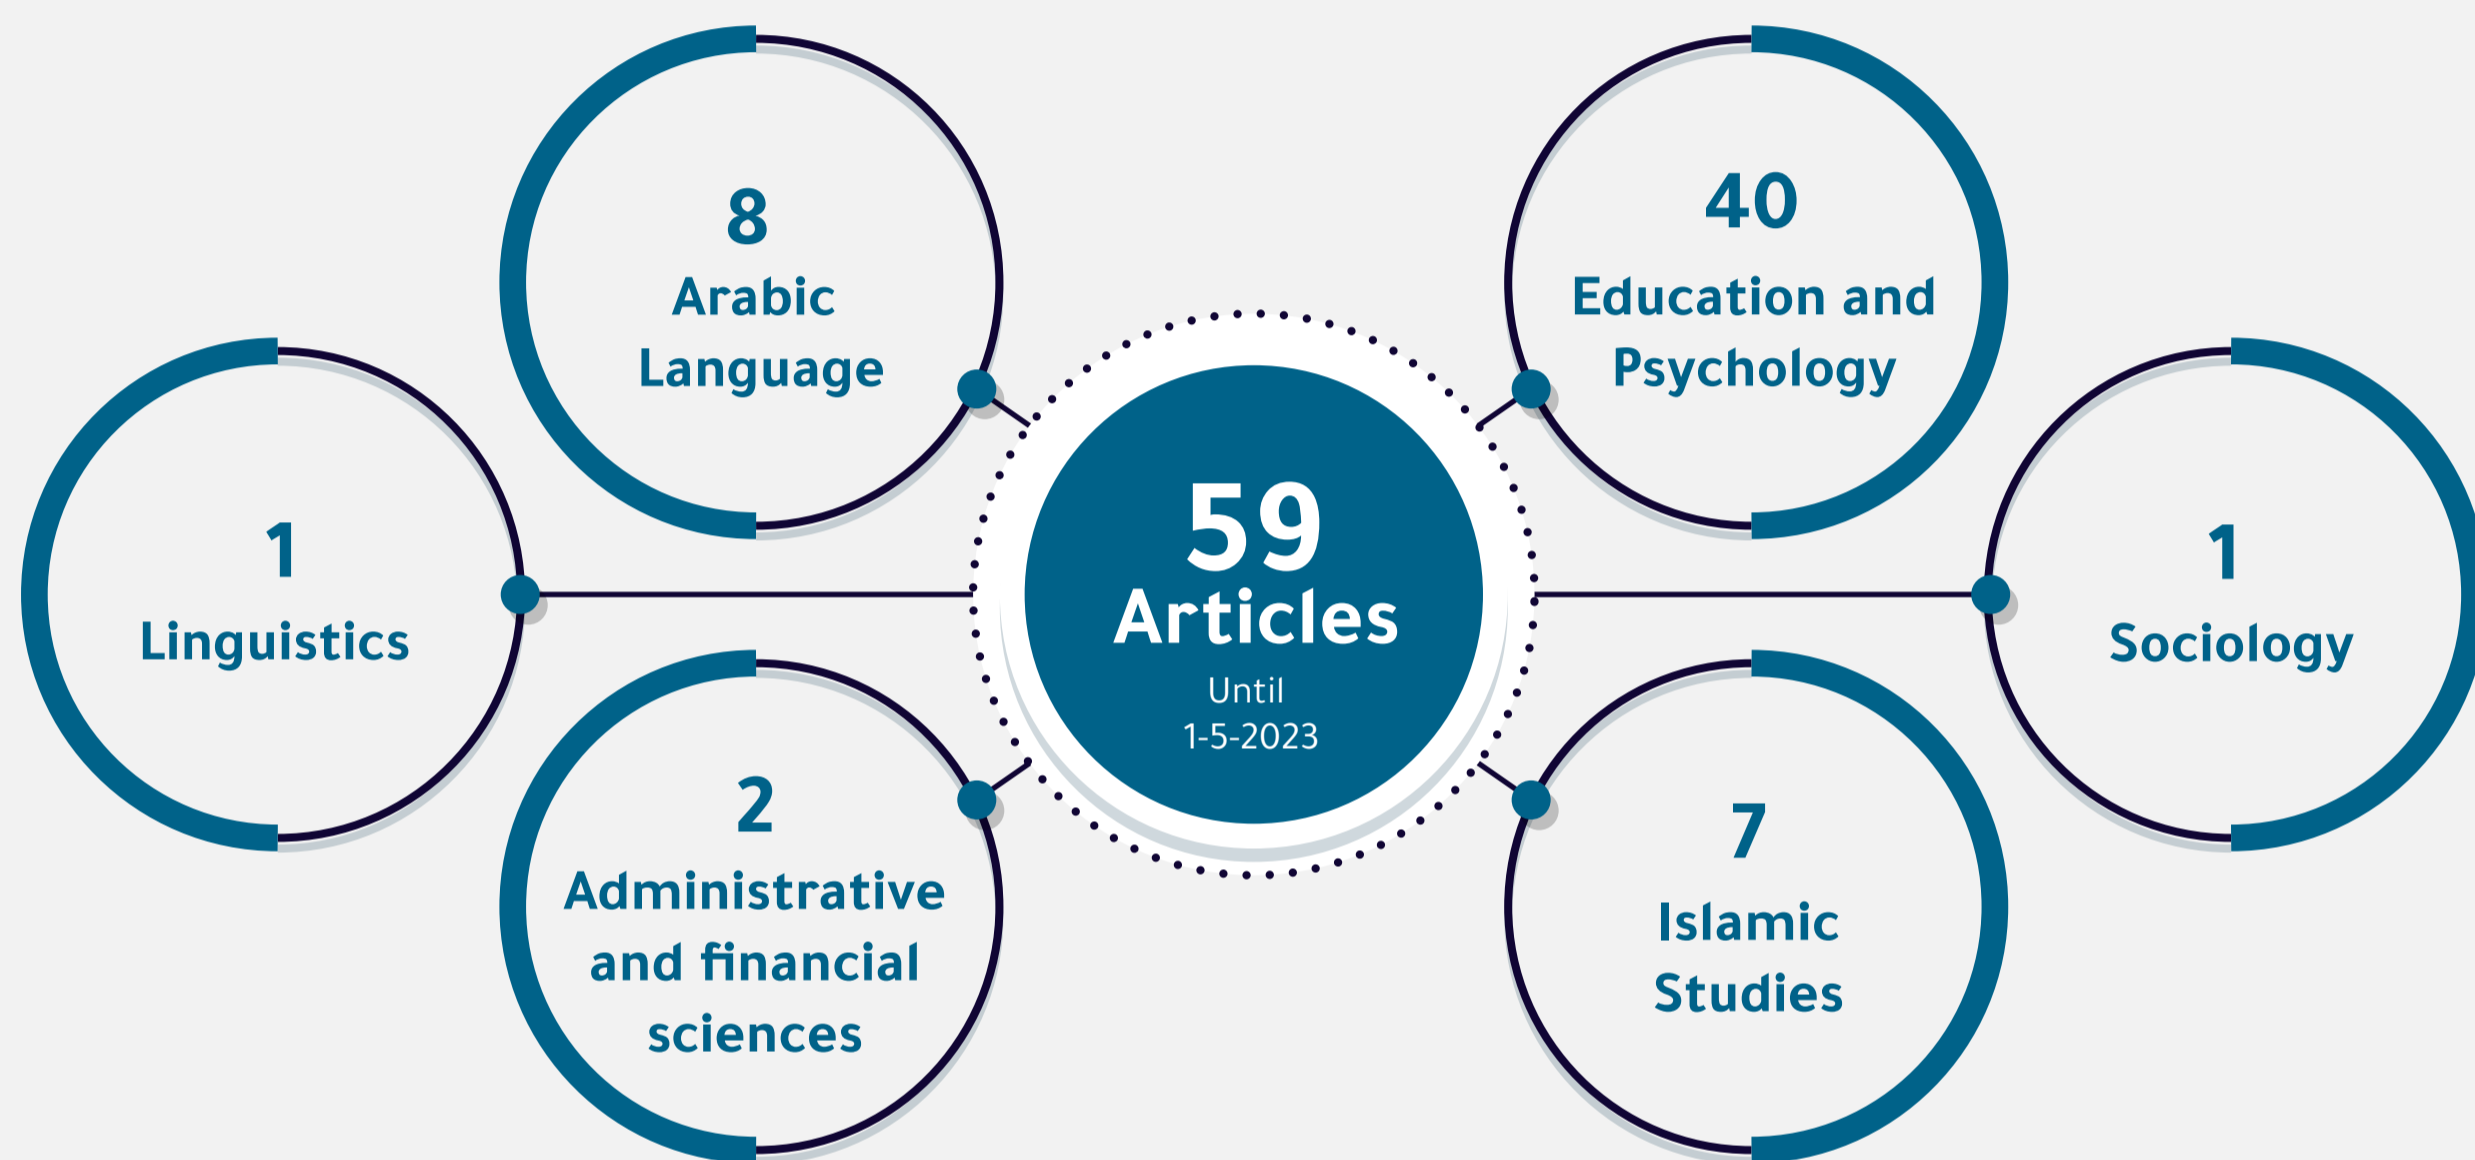 8
Arabic
Language
40
Education and
Psychology
1
Linguistics
59
Articles
Until
1-5-2023
1
Sociology
2
Administrative
and financial
sciences
7
Islamic
Studies